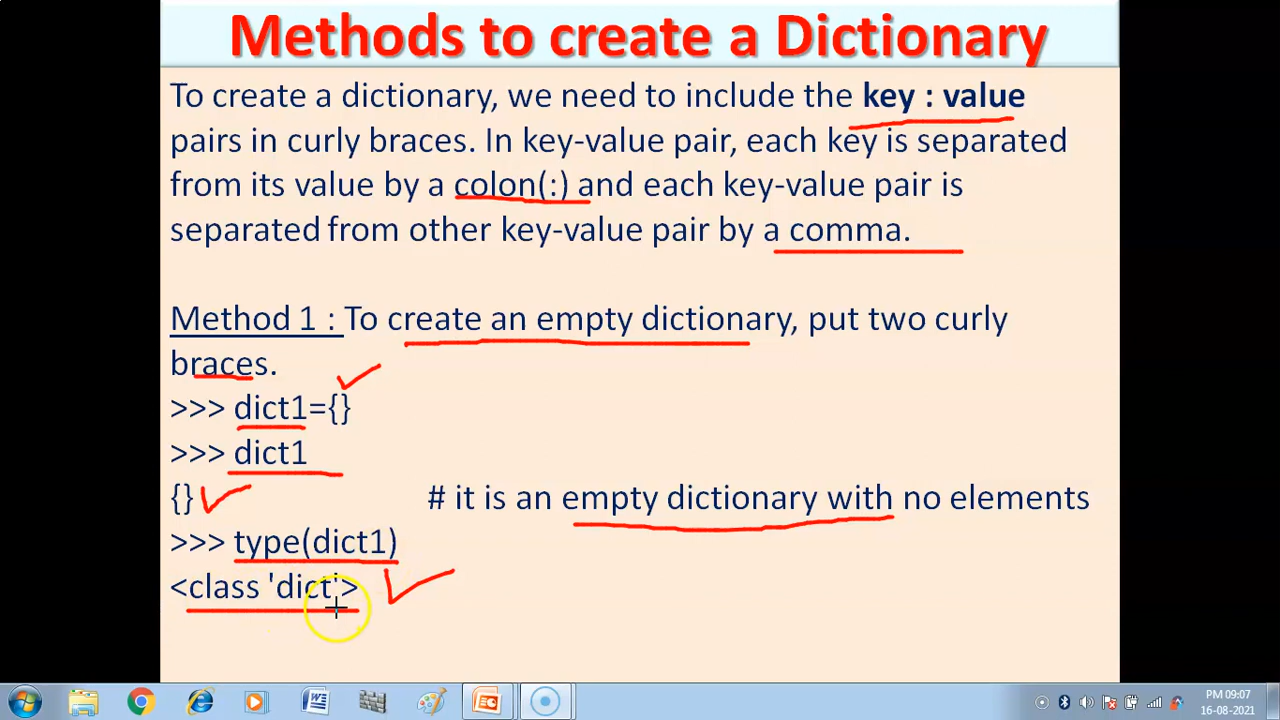 Methods to create a Dictionary
To create a dictionary, we need to include the key : value
pairs in curly braces. In key-value pair, each key is separated
from its value by a colon(:) and each key-value pair is
separated from other key-value pair by a comma.
Method 1 : To create an empty dictionary, put two curly
braces.
>>> dict1={}
>>> dict1
{} # it is an empty dictionary with no elements
>>> type(dict1)
<class 'dict'>
PM 09:07
16-08-2021